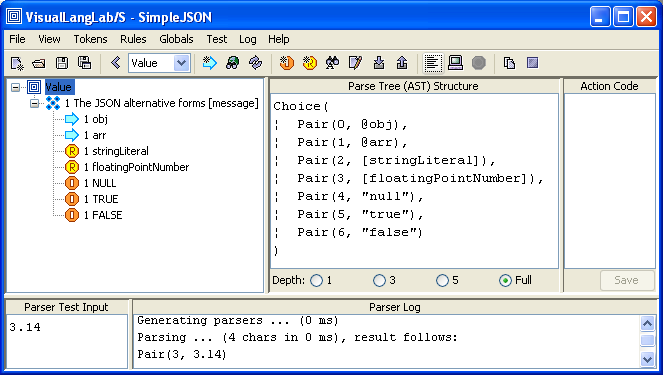 VisualLangLab/S - SimpleJSON
File View Tokens Rules Globals Test Log Help
Value
Value
1 The JSON alternative forms [message]
1 obj
1 arr
R 1 stringLiteral
R 1 floatingPointNumber
1 NULL
1 TRUE
1 FALSE
Parse Tree (AST) Structure
Choice(
¦  Pair(0, @obj),
¦  Pair(1, @arr),
¦  Pair(2, [stringLiteral]),
¦  Pair(3, [floatingPointNumber]),
¦  Pair(4, "null"),
¦  Pair(5, "true"),
¦  Pair(6, "false")
)
Depth: 1 3 5 Full
Action Code
Save
Parser Test Input
3.14
Parser Log
Generating parsers ... (0 ms)
Parsing ... (4 chars in 0 ms), result follows:
Pair(3, 3.14)